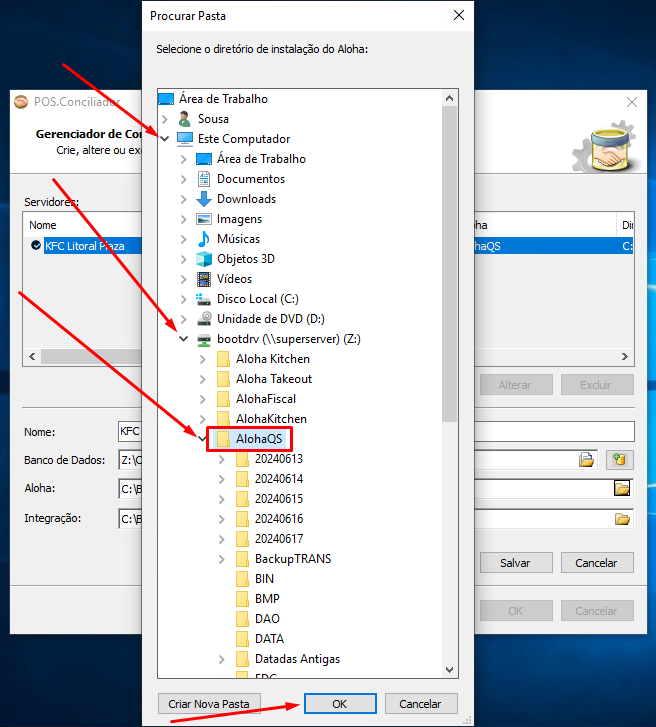 Procurar Pasta
Selecione o diretório de instalação do Aloha:
Área de Trabalho
Sousa
Este Computador
Área de Trabalho
Documentos
Downloads
Imagens
Músicas
Objetos 3D
Vídeos
Disco Local (C:)
Unidade de DVD (D:)
bootdrv (\\superserver) (Z:)
Aloha Kitchen
Aloha Takeout
AlohaFiscal
AlohaKitchen
AlohaQS
20240613
20240614
20240615
20240616
20240617
BackupTRANS
BIN
BMP
DAO
DATA
Datadas Antigas
EDC
Criar Nova Pasta
OK
Cancelar
POS.Conciliador
Gerenciador de Co
Crie, altere ou ex
Servidores:
Nome
ha
Di
KFC Litoral Plaza
haQS
C:
Alterar
Excluir
Nome:
KFC
Banco de Dados:
Z:\C
Aloha:
C:\B
Integração:
C:\B
Salvar
Cancelar
OK
Cancelar